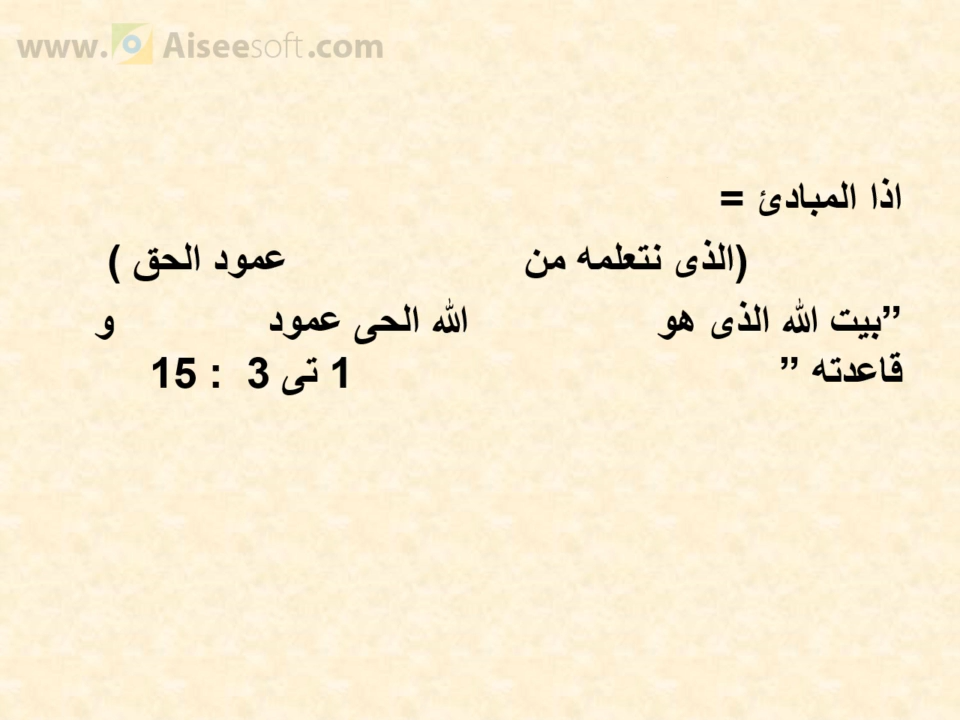 www.Aiseesoft.com
اذا المبادئ =
(الذى نتعلمه من عمود الحق )
”بيت الله الذى هو الله الحى عمود و
قاعدته ” 1 تى 3 : 15